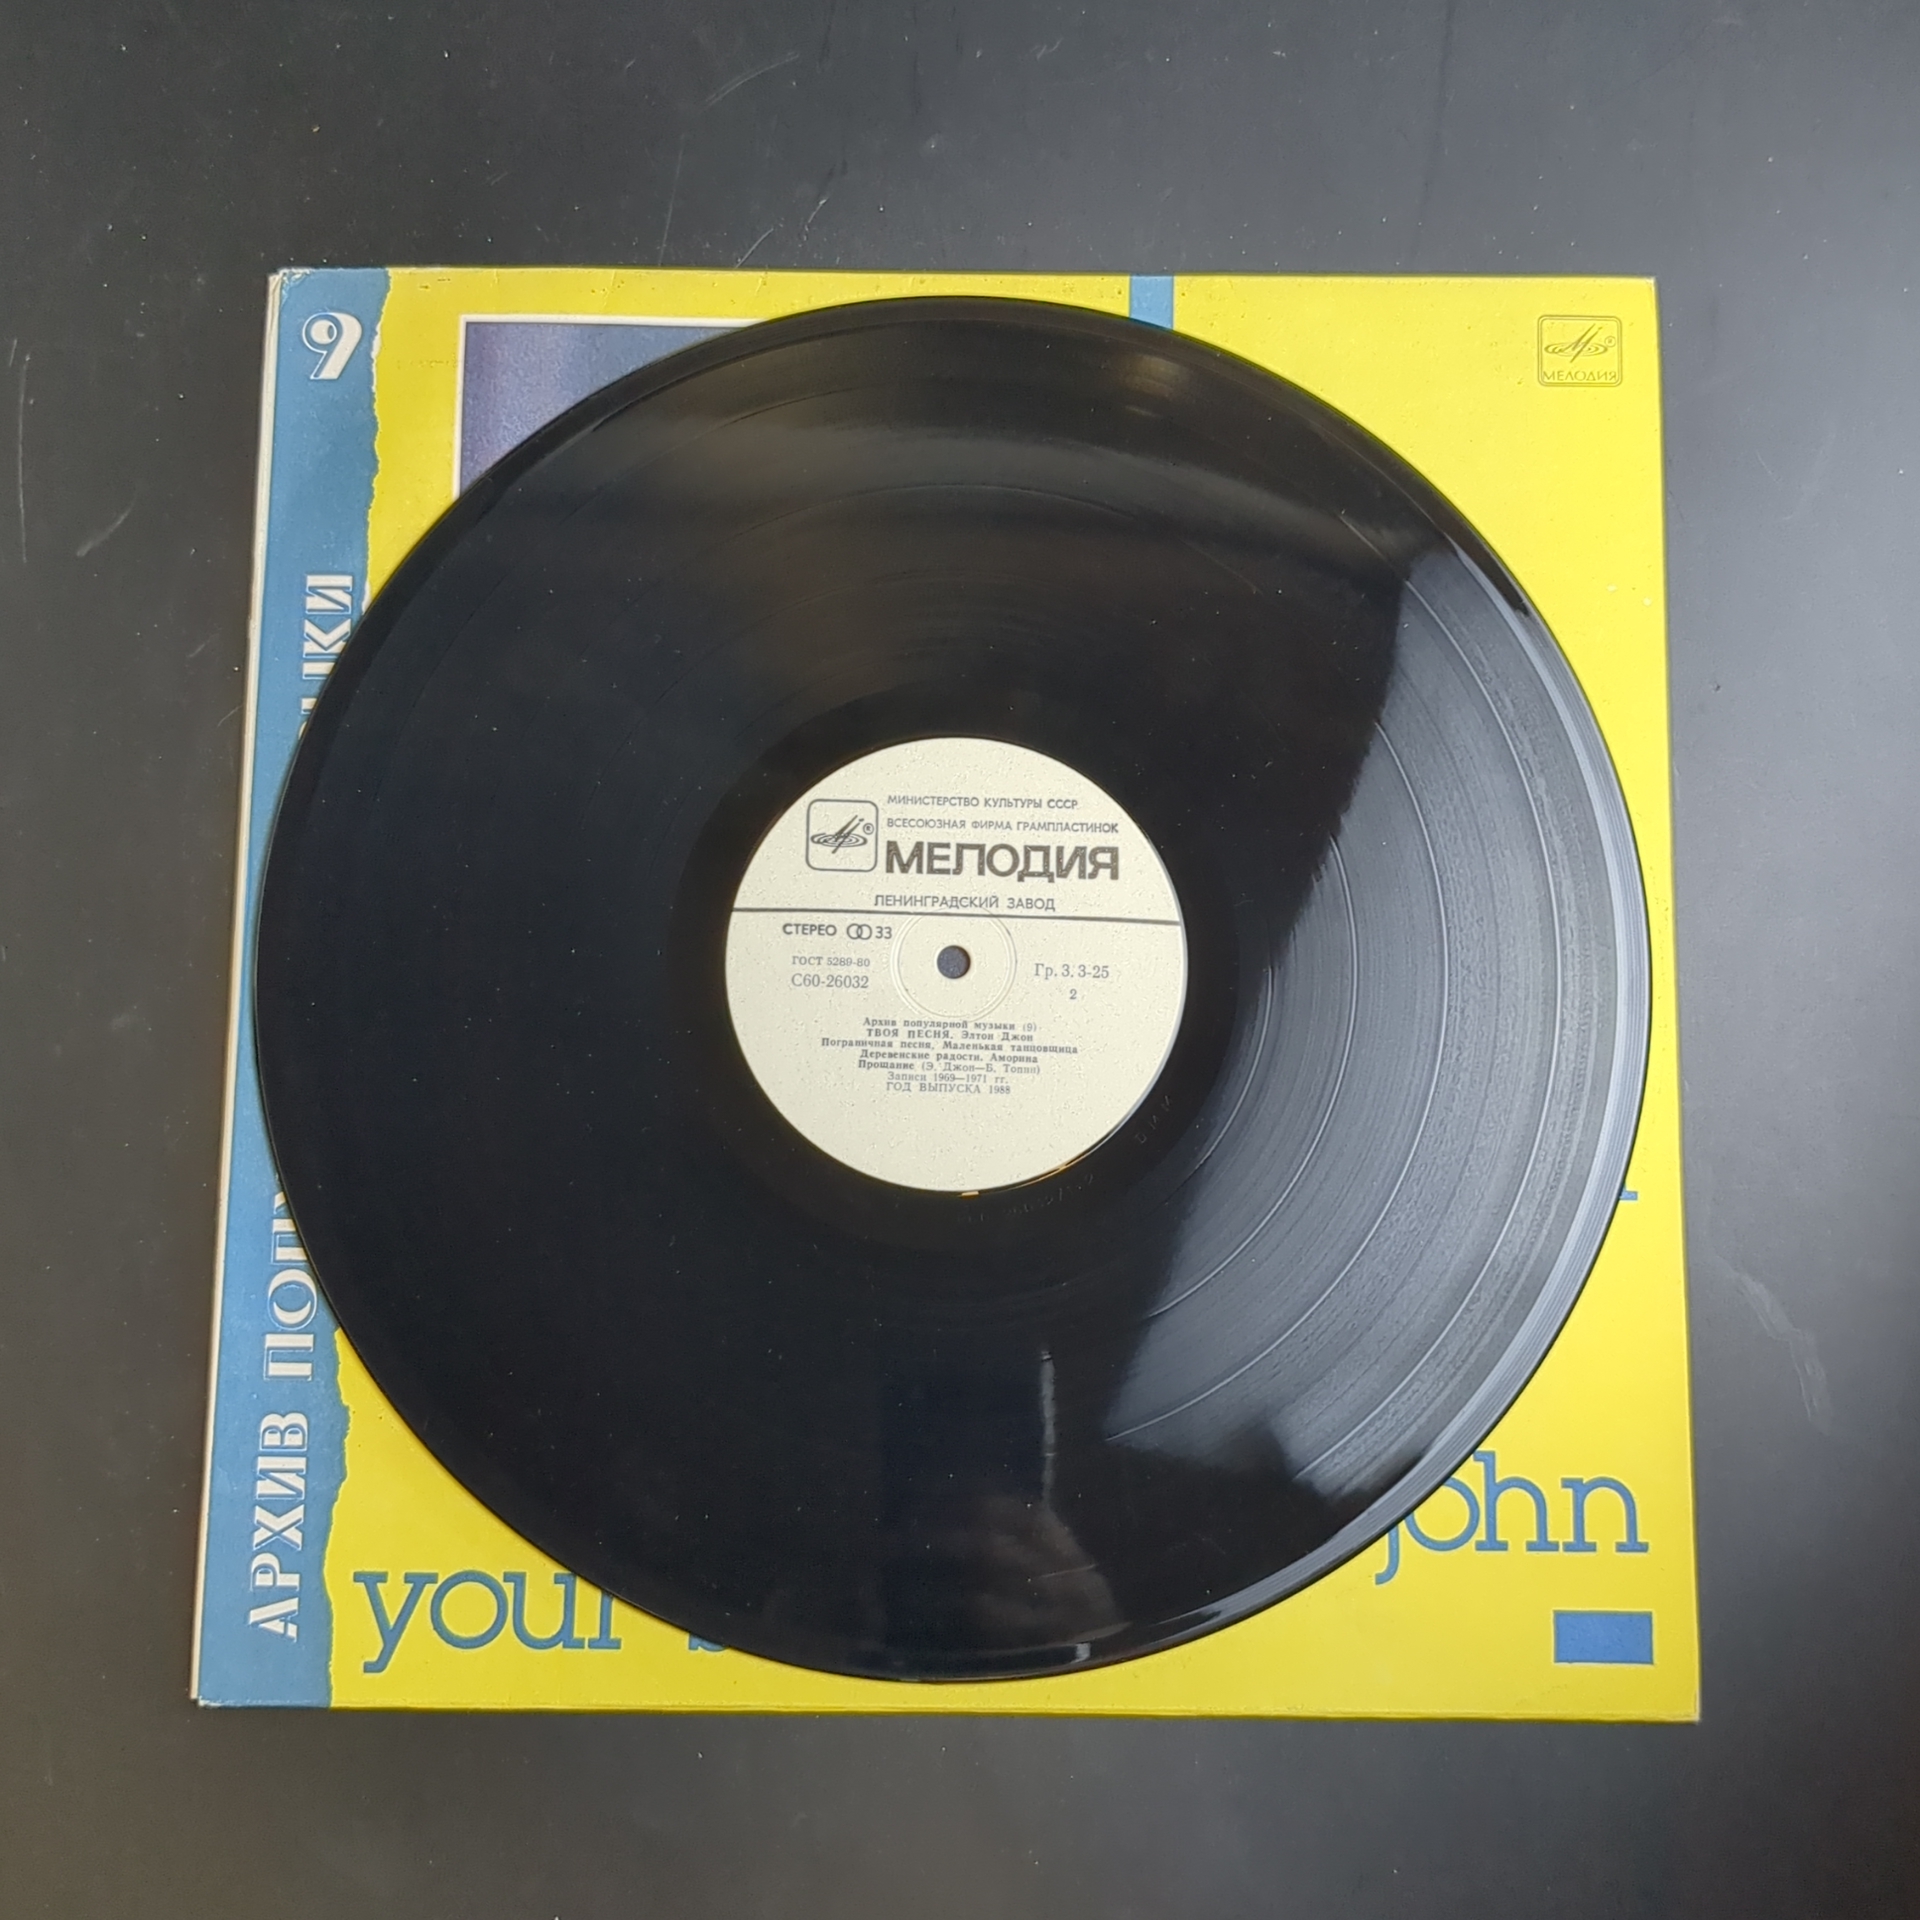 9
АРХИВ ПОП
КИ
МЕЛОДИЯ
МИНИСТЕРСТВО КУЛЬТУРЫ СССР
ВСЕСОЮЗНАЯ ФИРМА ГРАМПЛАСТИНОК
МЕЛОДИЯ
ЛЕНИНГРАДСКИЙ ЗАВОД
СТЕРЕО 33
ГОСТ 5289-80
С60-26032
Гр. 3. 3-25
2
Архив популярной музыки (9)
ТВОЯ ПЕСНЯ. Элтон Джон
Пограничная песня, Маленькая танцовщица
Деревенские радости, Аморина
Прощание (Э. Джон—Б. Топин)
Записи 1969—1971 гг.
ГОД ВЫПУСКА 1988
john
your